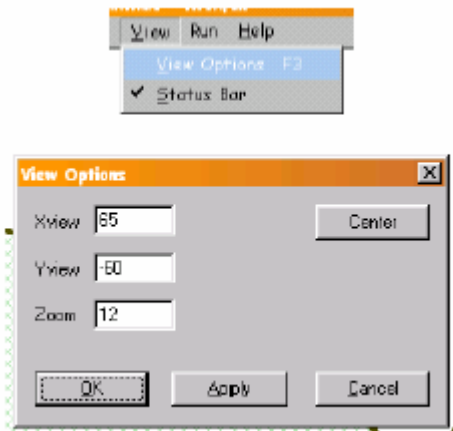 View Run Help
View Options F3
Status Bar
View Options
Xview 65
Center
Yview -60
Zoom 12
OK Apply Cancel